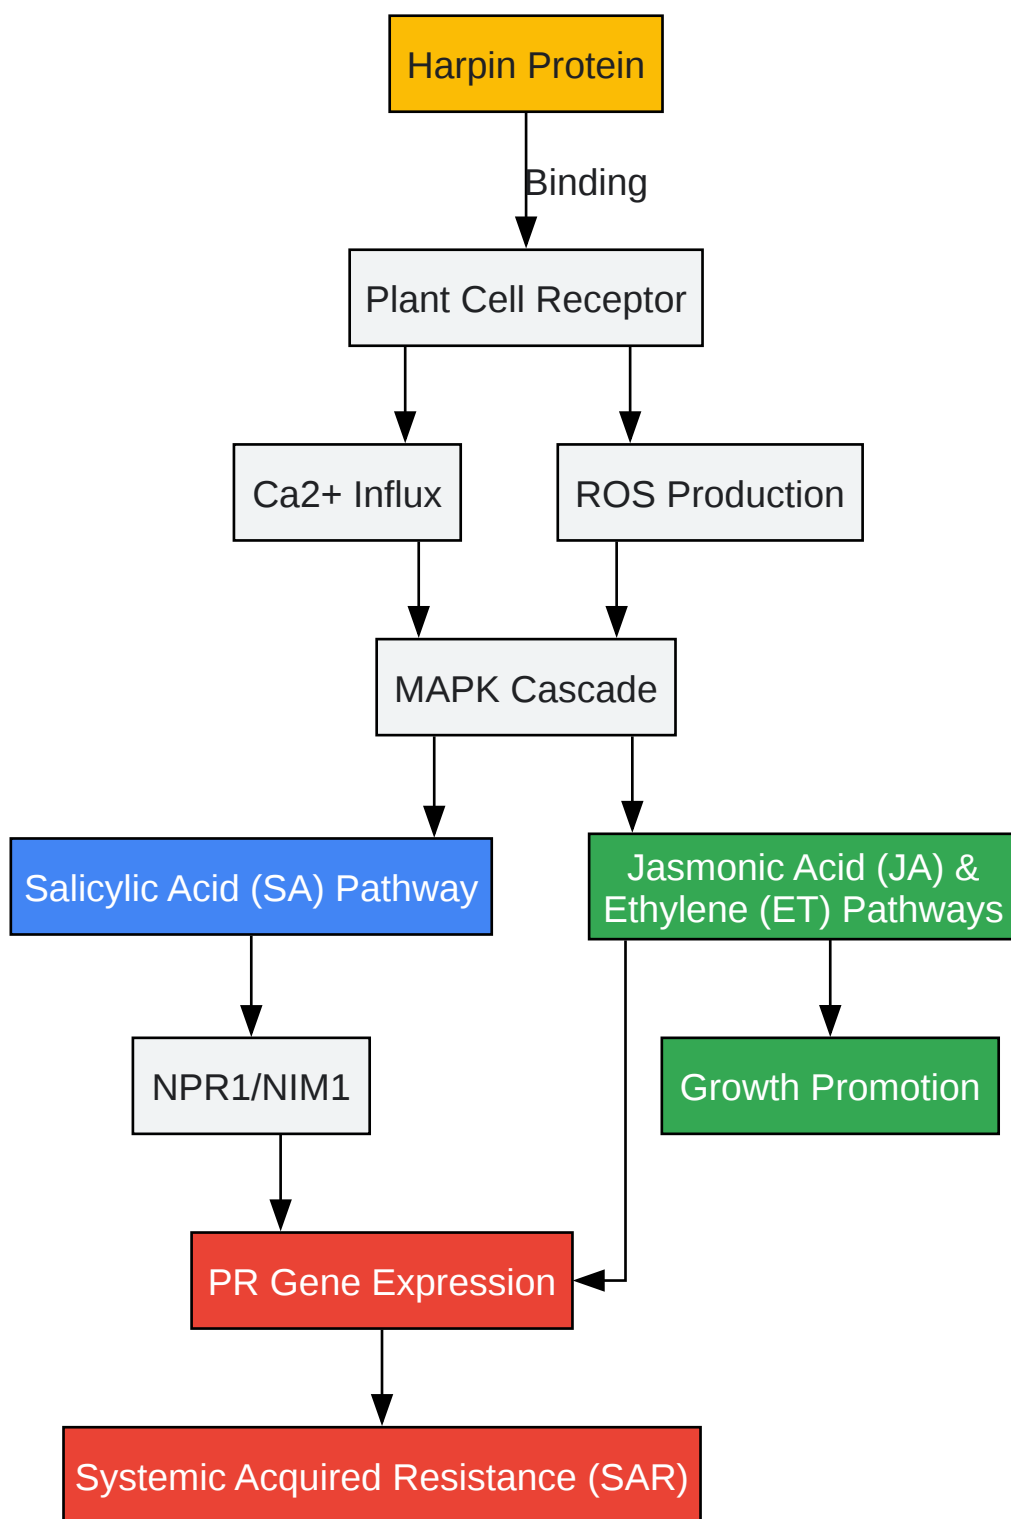 Harpin Protein
Binding
Plant Cell Receptor
Ca2+ Influx
ROS Production
MAPK Cascade
Salicylic Acid (SA) Pathway
Jasmonic Acid (JA) &
Ethylene (ET) Pathways
NPR1/NIM1
Growth Promotion
PR Gene Expression
Systemic Acquired Resistance (SAR)